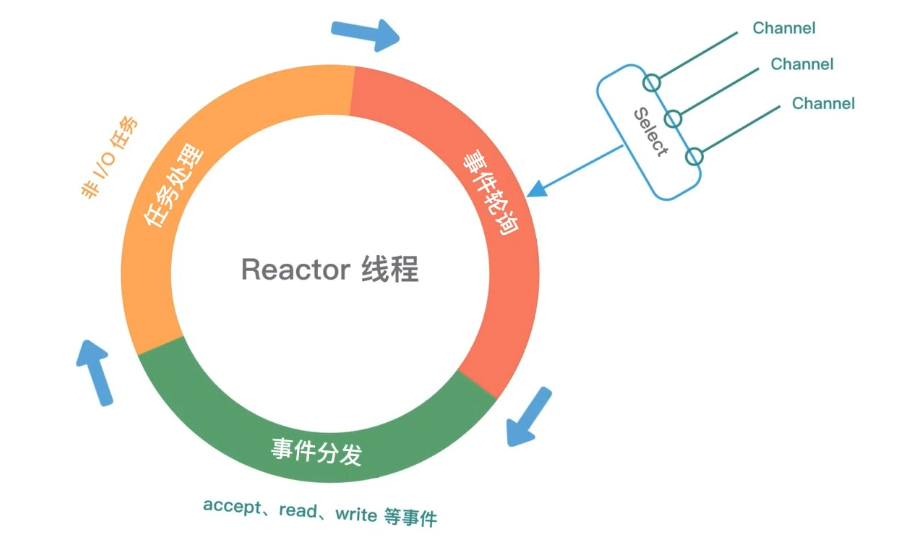 Channel
Channel
Channel
Select
事件轮询
任务处理
非 I/O 任务
Reactor 线程
事件分发
accept、read、write 等事件